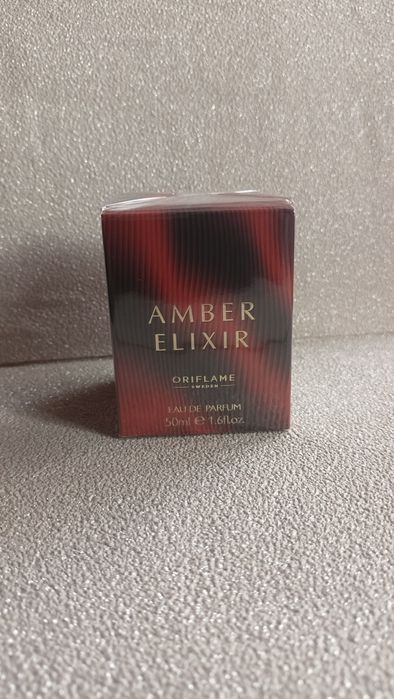 AMBER
ELIXIR
ORIFLAME
SWEDEN
EAU DE PARFUM
50ml ℮ 1.6fl.oz.